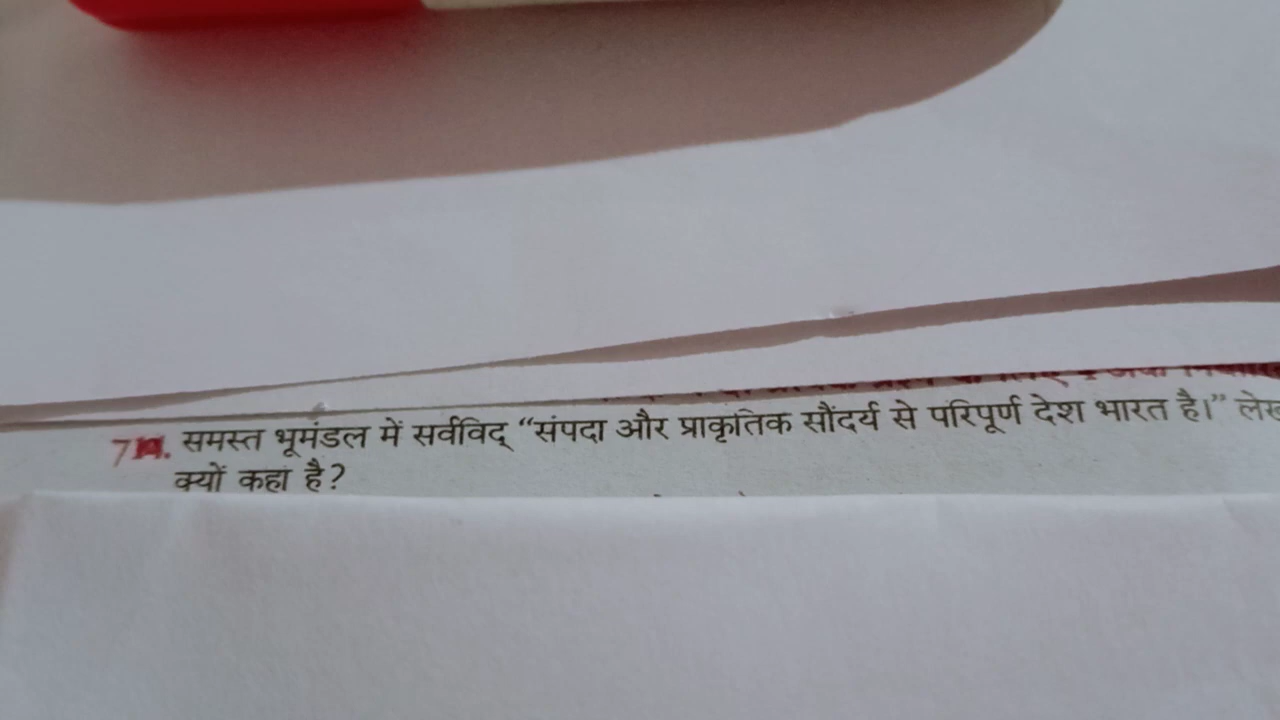 7. समस्त भूमंडल में सर्वविद् “संपदा और प्राकृतिक सौंदर्य से परिपूर्ण देश भारत है।”
क्यों कहा है?